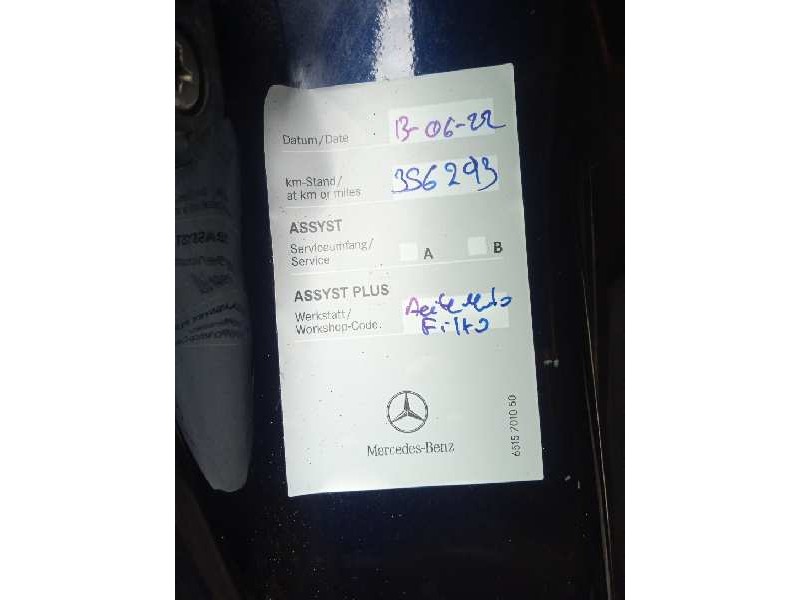 Datum/Date 13-06-22
km-Stand/
at km or miles 356293
ASSYST
Serviceumfang/
Service A B
ASSYST PLUS
Werkstatt/ Aceite
Workshop-Code. Filtro
Mercedes-Benz
6515 7010 50